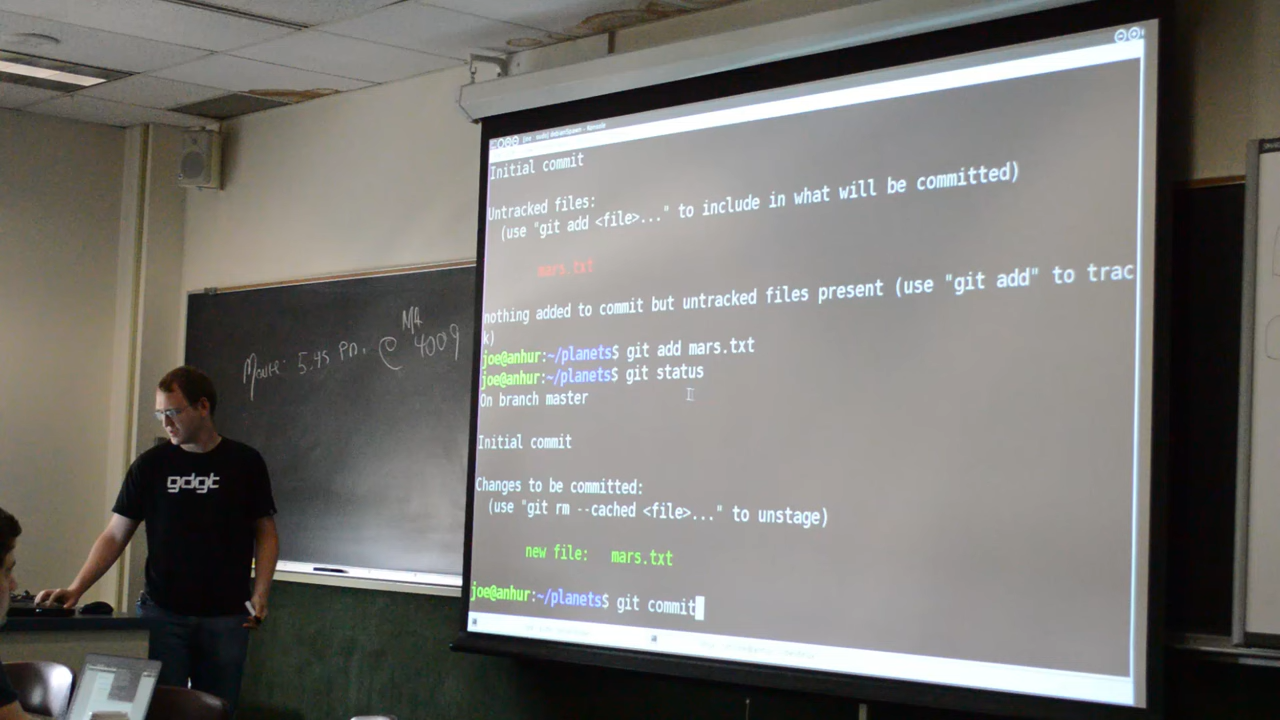 Initial commit
Untracked files:
(use "git add <file>..." to include in what will be committed)
mars.txt
nothing added to commit but untracked files present (use "git add" to trac
k)
joe@anhur:~/planets$ git add mars.txt
joe@anhur:~/planets$ git status
On branch master
Initial commit
Changes to be committed:
(use "git rm --cached <file>..." to unstage)
new file: mars.txt
joe@anhur:~/planets$ git commit
5:45 PM @ MA
4009
gdgt